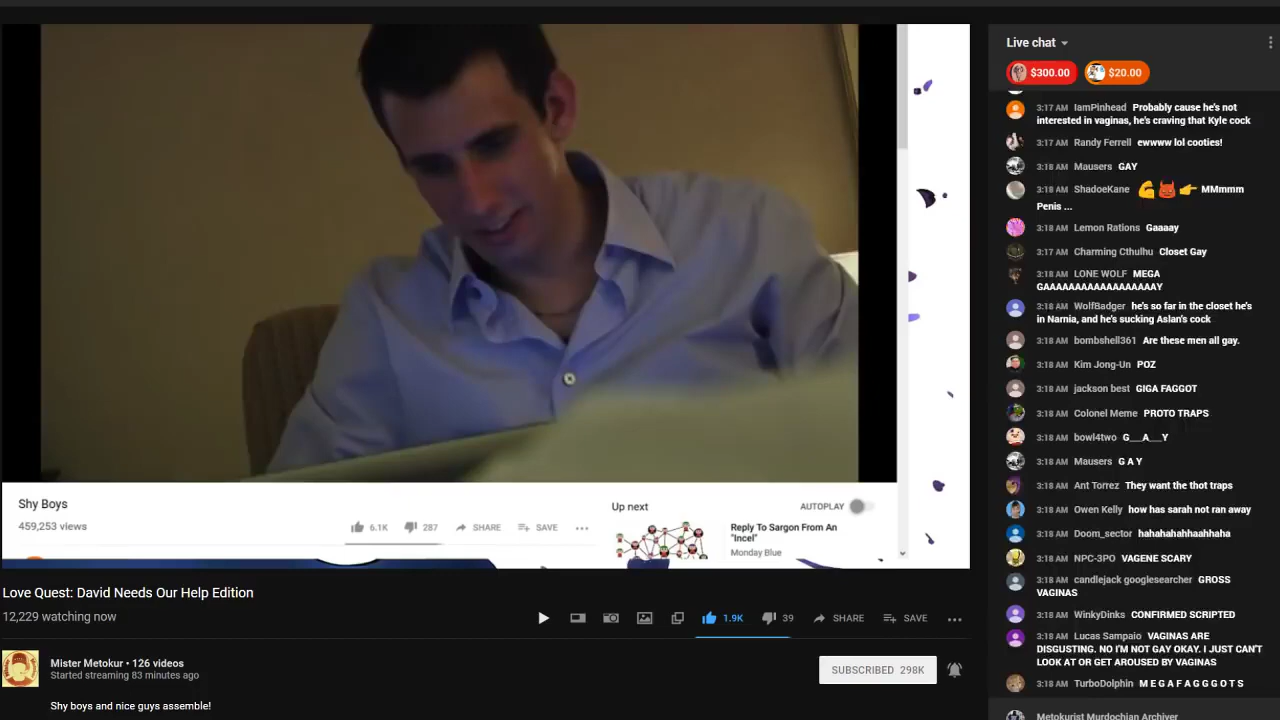 Live chat
$300.00
$20.00
3:17 AM IamPinhead Probably cause he's not
interested in vaginas, he's craving that Kyle cock
3:17 AM Randy Ferrell ewwww lol cooties!
3:18 AM Mausers GAY
3:18 AM ShadoeKane 💪👹👉 MMmmm
Penis ...
3:18 AM Lemon Rations Gaaaay
3:17 AM Charming Cthulhu Closet Gay
3:18 AM LONE WOLF MEGA
GAAAAAAAAAAAAAAAAAAY
3:18 AM WolfBadger he's so far in the closet he's
in Narnia, and he's sucking Aslan's cock
3:18 AM bombshell361 Are these men all gay.
3:18 AM Kim Jong-Un POZ
3:18 AM jackson best GIGA FAGGOT
3:18 AM Colonel Meme PROTO TRAPS
3:18 AM bowl4two G__A__Y
3:18 AM Mausers G A Y
3:18 AM Ant Torrez They want the thot traps
3:18 AM Owen Kelly how has sarah not ran away
3:18 AM Doom_sector hahahahahhaahhaha
3:18 AM NPC-3PO VAGENE SCARY
3:18 AM candlejack googlesearcher GROSS
VAGINAS
3:18 AM WinkyDinks CONFIRMED SCRIPTED
3:18 AM Lucas Sampaio VAGINAS ARE
DISGUSTING. NO I'M NOT GAY OKAY. I JUST CAN'T
LOOK AT OR GET AROUSED BY VAGINAS
3:18 AM TurboDolphin M E G A F A G G G O T S
Metokurist Murdochian Archiver
Shy Boys
459,253 views
6.1K
287
SHARE
SAVE
Up next
AUTOPLAY
Reply To Sargon From An
"Incel"
Monday Blue
Love Quest: David Needs Our Help Edition
12,229 watching now
1.9K
39
SHARE
SAVE
Mister Metokur • 126 videos
Started streaming 83 minutes ago
SUBSCRIBED 298K
Shy boys and nice guys assemble!